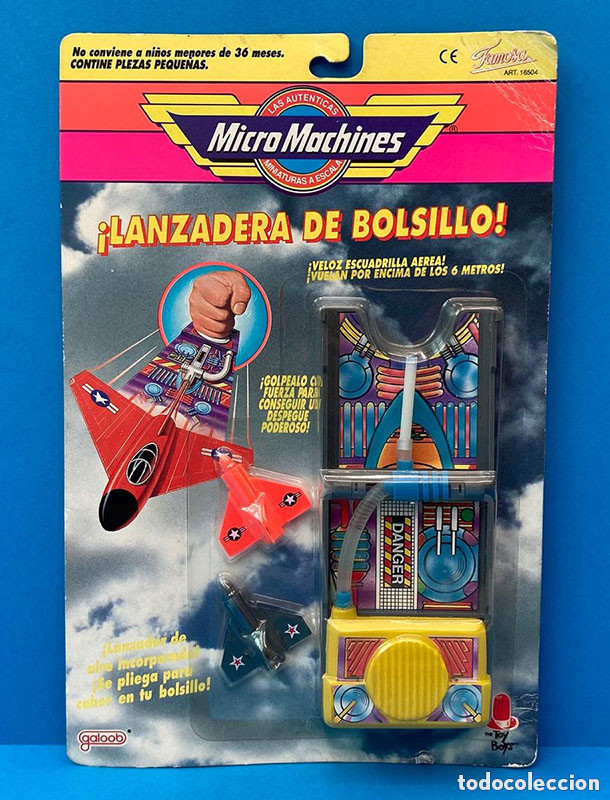 No conviene a niños menores de 36 meses.
CONTINE PLEZAS PEQUEÑAS.
CE
Famosa
ART. 16504
LAS AUTENTICAS
Micro Machines
MINIATURAS A ESCALA
®
¡LANZADERA DE BOLSILLO!
¡VELOZ ESCUADRILLA AEREA!
¡VUELAN POR ENCIMA DE LOS 6 METROS!
¡GOLPEALO CON
FUERZA PARA
CONSEGUIR UN
DESPEGUE
PODEROSO!
DANGER
¡Lanzador de
aire incorporado!
¡Se pliega para
caber en tu bolsillo!
galoob
THE Toy
Boys
todocoleccion